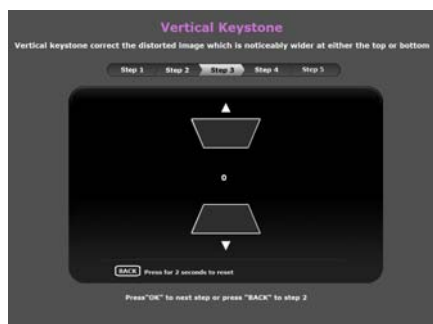 Vertical Keystone
Vertical keystone correct the distorted image which is noticeably wider at either the top or bottom
Step 1 Step 2 Step 3 Step 4 Step 5
0
BACK Press for 2 seconds to reset
Press"OK" to next step or press "BACK" to step 2